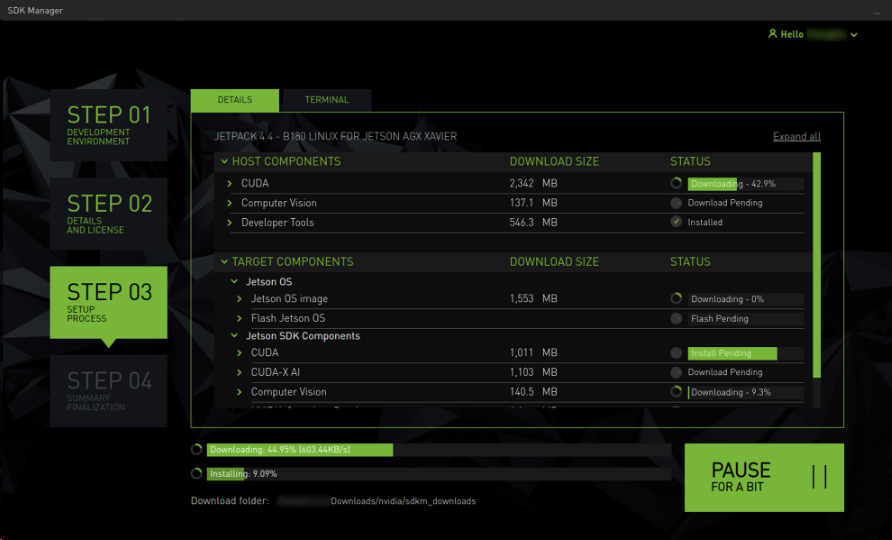 SDK Manager
Hello
STEP 01
DEVELOPMENT
ENVIRONMENT
STEP 02
DETAILS
AND LICENSE
STEP 03
SETUP
PROCESS
STEP 04
SUMMARY
FINALIZATION
DETAILS
TERMINAL
JETPACK 4.4 - B180 LINUX FOR JETSON AGX XAVIER
Expand all
HOST COMPONENTS DOWNLOAD SIZE STATUS
CUDA 2,342 MB Downloading - 42.9%
Computer Vision 137.1 MB Download Pending
Developer Tools 546.3 MB Installed
TARGET COMPONENTS DOWNLOAD SIZE STATUS
Jetson OS
Jetson OS image 1,553 MB Downloading - 0%
Flash Jetson OS Flash Pending
Jetson SDK Components
CUDA 1,011 MB Install Pending
CUDA-X AI 1,103 MB Download Pending
Computer Vision 140.5 MB Downloading - 9.3%
Downloading: 44.95% (603.44KB/s)
Installing: 9.09%
Download folder: Downloads/nvidia/sdkm_downloads
PAUSE
FOR A BIT